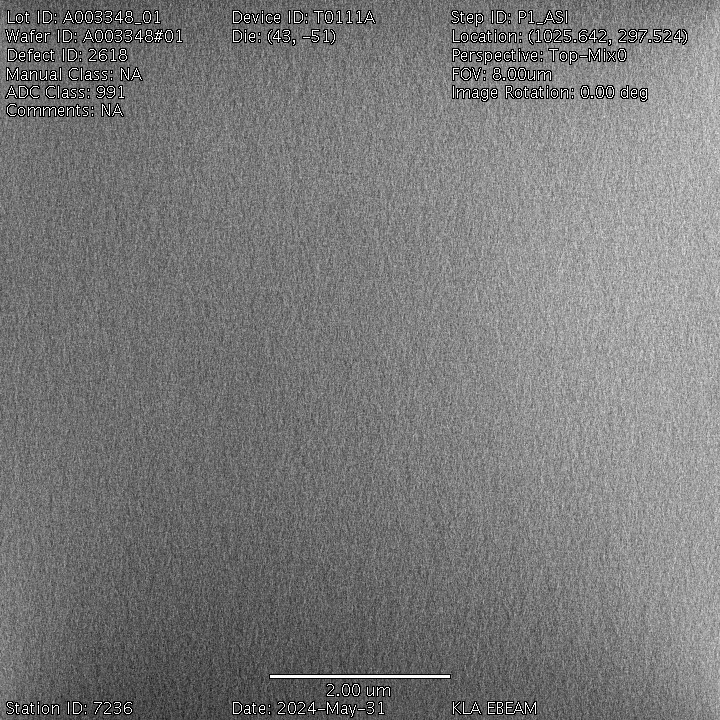 Lot ID: A003348_01
Device ID: T0111A
Step ID: P1_ASI
Wafer ID: A003348#01
Die: (43, -51)
Location: (1025.642, 297.524)
Defect ID: 2618
Perspective: Top-Mix0
Manual Class: NA
FOV: 8.00um
ADC Class: 991
Image Rotation: 0.00 deg
Comments: NA
2.00 um
Station ID: 7236
Date: 2024-May-31
KLA EBEAM